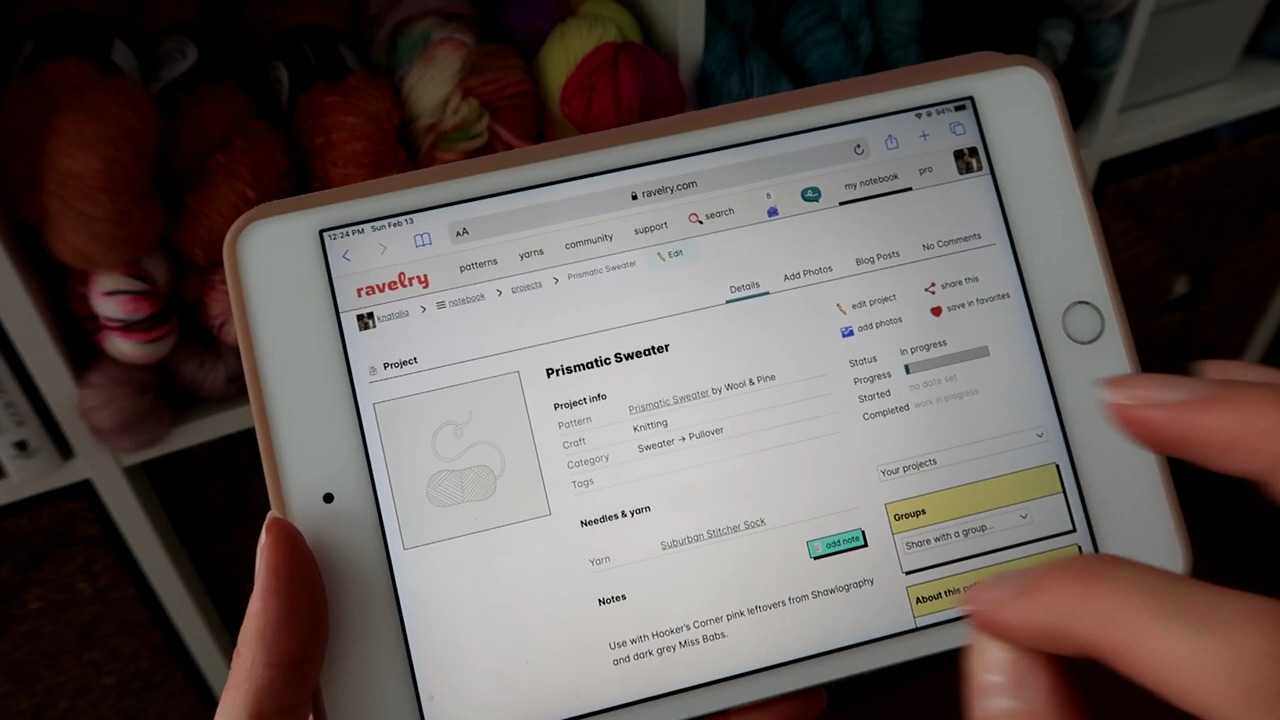 12:24 PM Sun Feb 13
94%
AA
ravelry.com
ravelry
patterns
yarns
community
support
search
8
my notebook
pro
knatalia
notebook
projects
Prismatic Sweater
Edit
Details
Add Photos
Blog Posts
No Comments
Project
Prismatic Sweater
edit project
share this
add photos
save in favorites
Project info
Pattern Prismatic Sweater by Wool & Pine
Craft Knitting
Category Sweater → Pullover
Tags
Status In progress
Progress
Started no date set
Completed work in progress
Needles & yarn
Yarn Suburban Stitcher Sock
add note
Your projects
Groups
Share with a group...
About this
Notes
Use with Hooker's Corner pink leftovers from Shawlography
and dark grey Miss Babs.